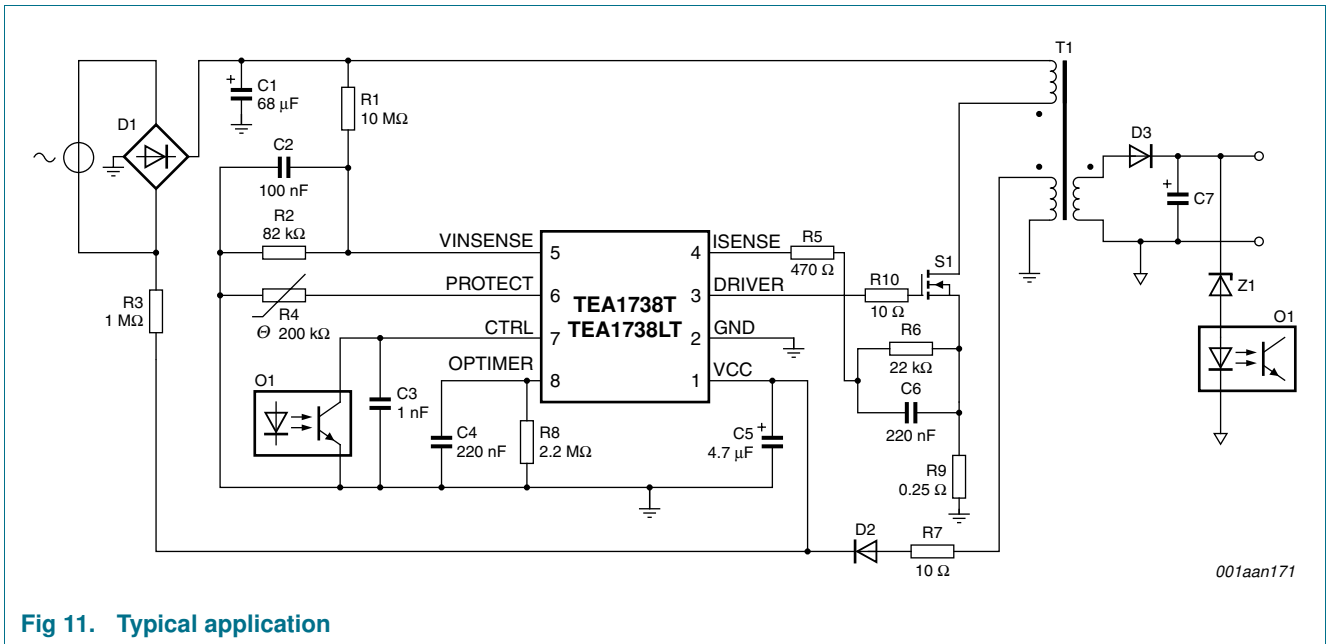 T1
C1
68 μF
R1
10 MΩ
D1
D3
C2
100 nF
C7
R2
82 kΩ
VINSENSE
5
4
ISENSE
R5
470 Ω
S1
PROTECT
6
3
DRIVER
R10
10 Ω
Z1
R3
1 MΩ
R4
Θ 200 kΩ
TEA1738T
TEA1738LT
O1
CTRL
7
2
GND
R6
22 kΩ
OPTIMER
8
1
VCC
O1
C3
1 nF
C6
220 nF
C4
220 nF
R8
2.2 MΩ
C5
4.7 μF
R9
0.25 Ω
D2
R7
10 Ω
001aan171
Fig 11. Typical application